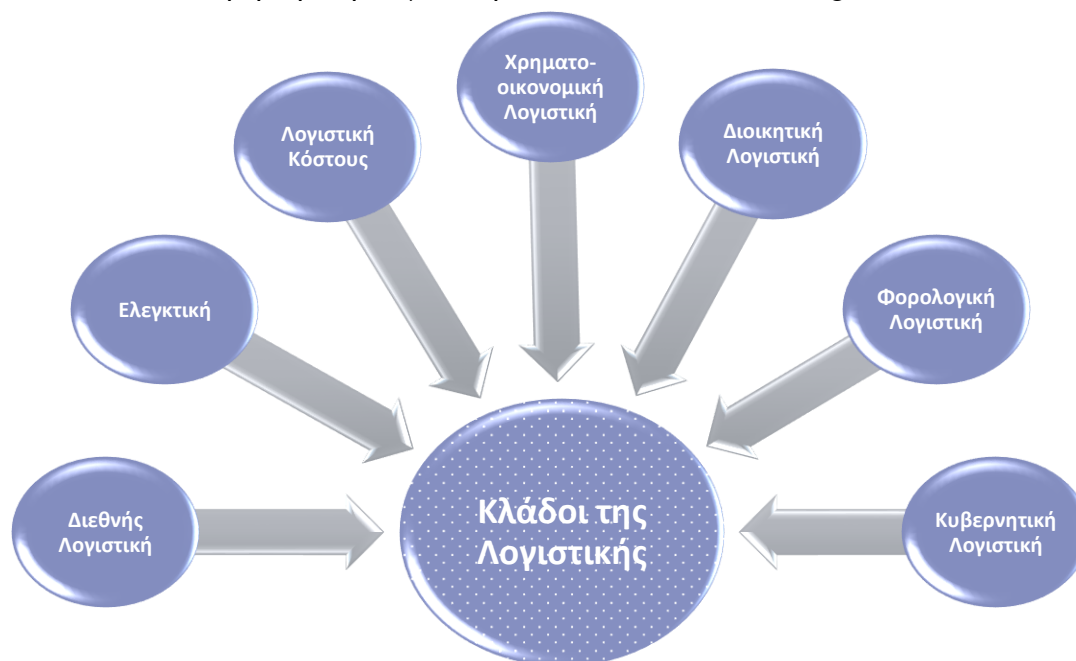 Χρηματο-
οικονομική
Λογιστική
Λογιστική
Κόστους
Διοικητική
Λογιστική
Ελεγκτική
Φορολογική
Λογιστική
Διεθνής
Λογιστική
Κλάδοι της
Λογιστικής
Κυβερνητική
Λογιστική